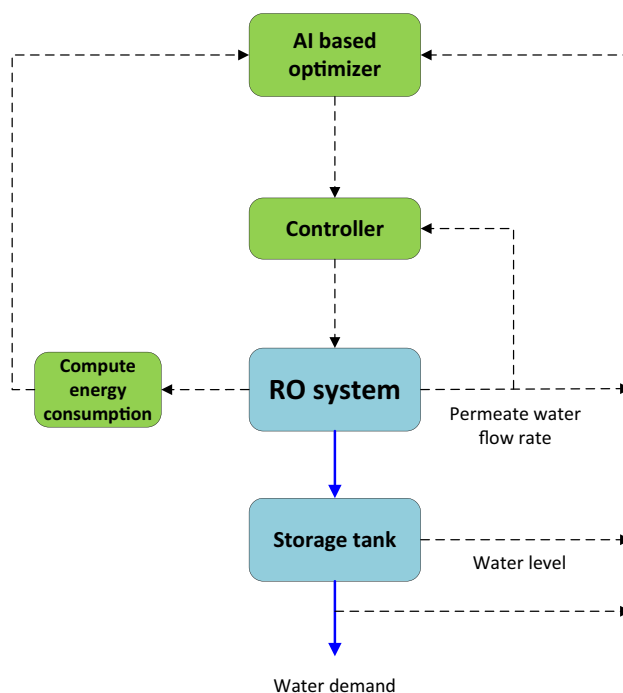 AI based
optimizer
Controller
Compute
energy
consumption
RO system
Permeate water
flow rate
Storage tank
Water level
Water demand